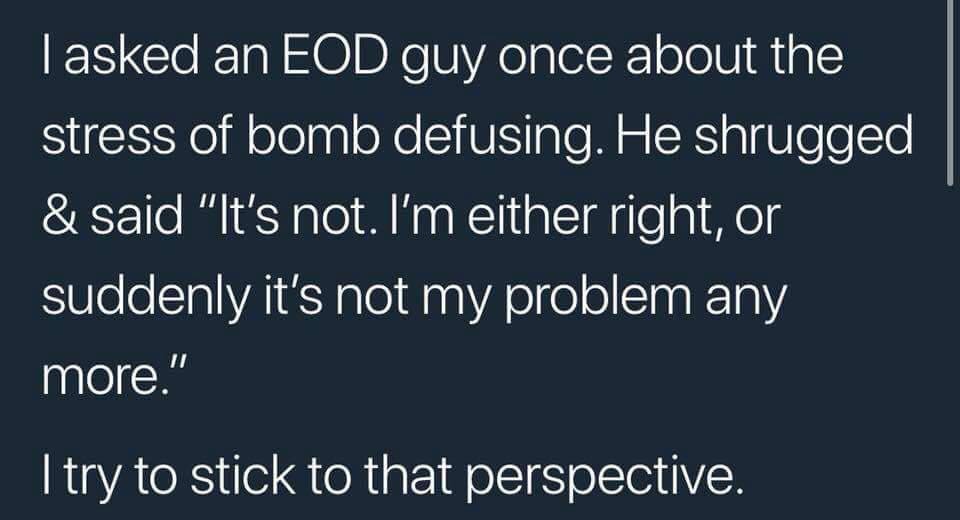 I asked an EOD guy once about the
stress of bomb defusing. He shrugged
& said “It’s not. I’m either right, or
suddenly it’s not my problem any
more.”
I try to stick to that perspective.